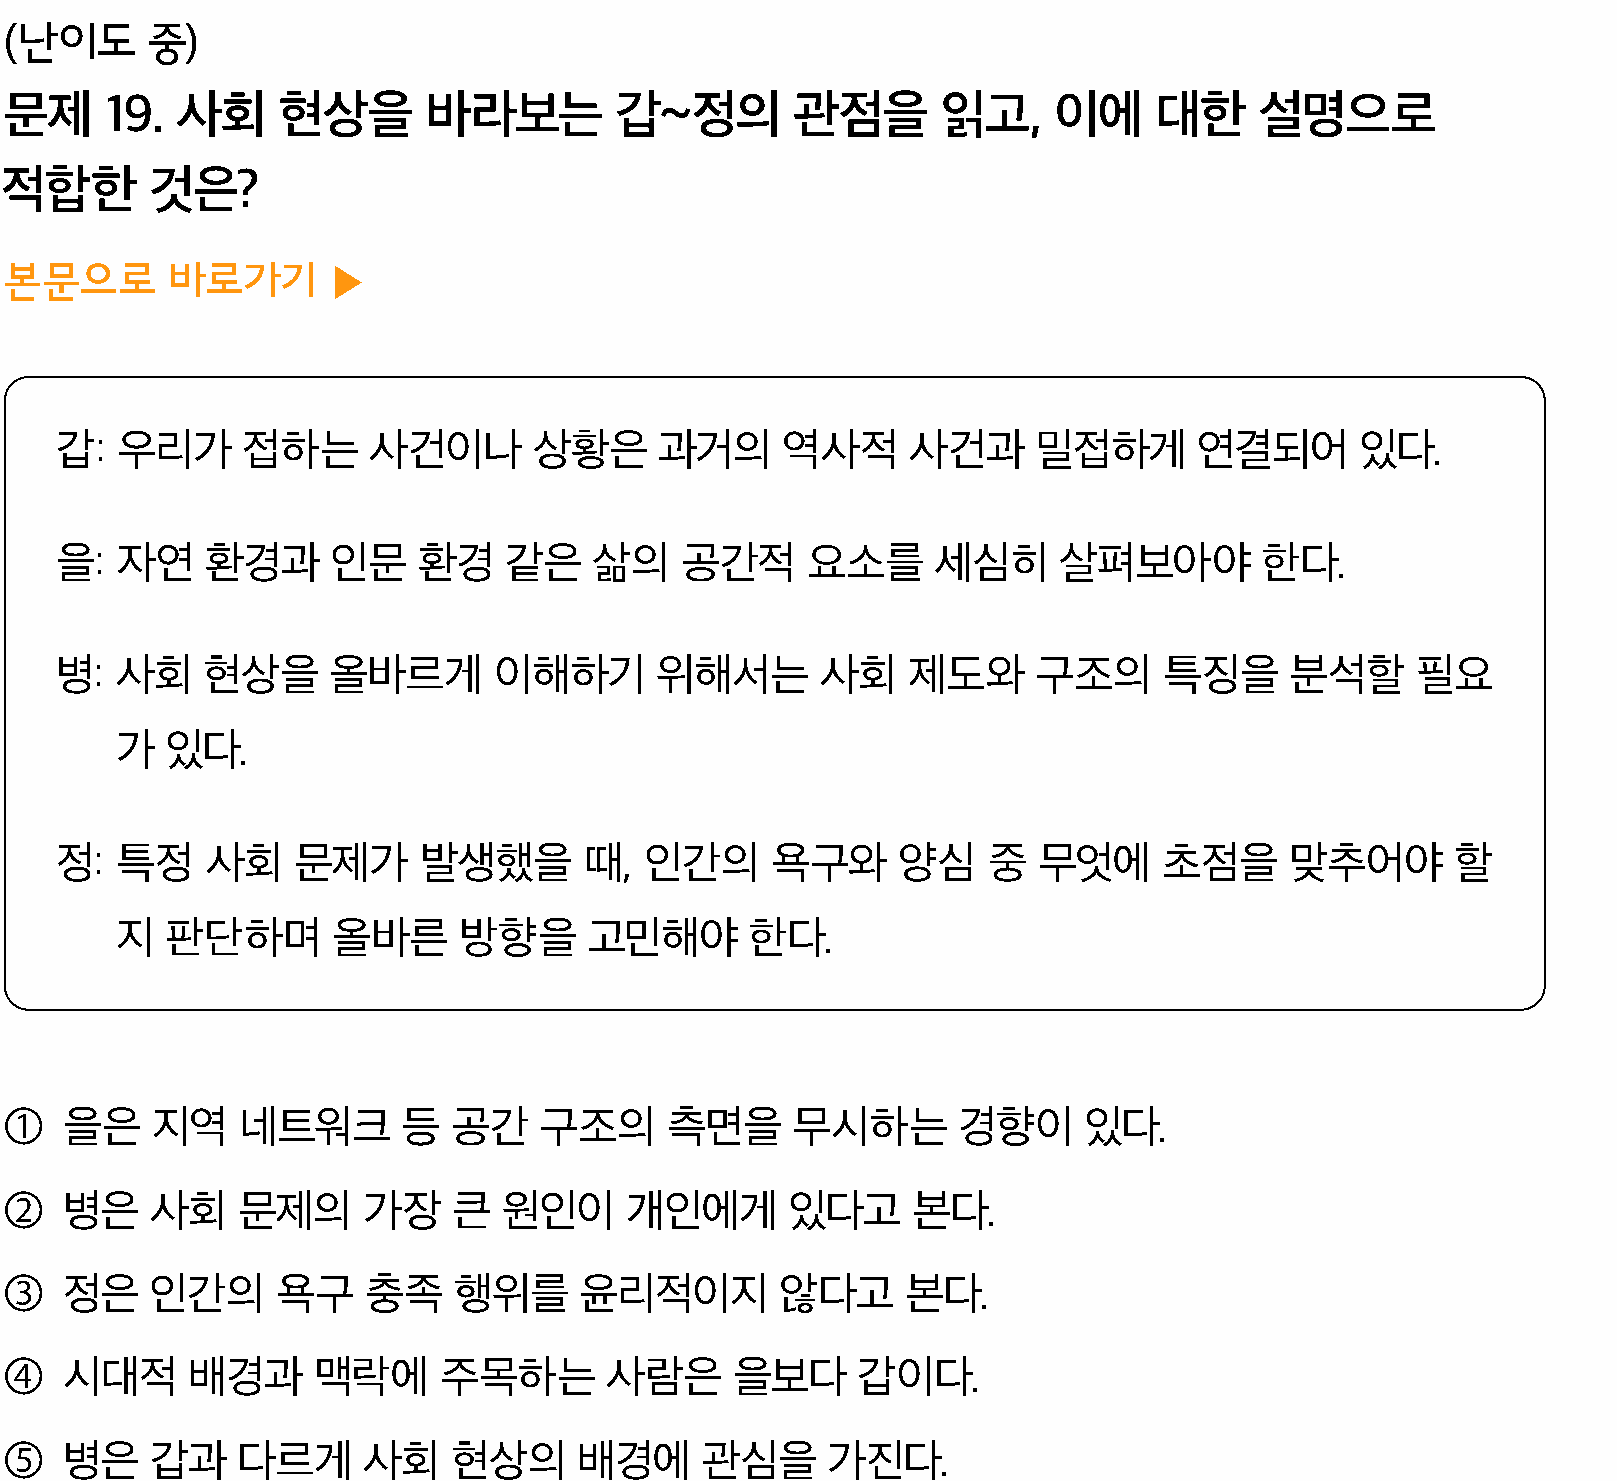 (난이도 중)
문제 19. 사회 현상을 바라보는 갑~정의 관점을 읽고, 이에 대한 설명으로
적합한 것은?
본문으로 바로가기 ▶
갑: 우리가 접하는 사건이나 상황은 과거의 역사적 사건과 밀접하게 연결되어 있다.
을: 자연 환경과 인문 환경 같은 삶의 공간적 요소를 세심히 살펴보아야 한다.
병: 사회 현상을 올바르게 이해하기 위해서는 사회 제도와 구조의 특징을 분석할 필요
가 있다.
정: 특정 사회 문제가 발생했을 때, 인간의 욕구와 양심 중 무엇에 초점을 맞추어야 할
지 판단하며 올바른 방향을 고민해야 한다.
① 을은 지역 네트워크 등 공간 구조의 측면을 무시하는 경향이 있다.
② 병은 사회 문제의 가장 큰 원인이 개인에게 있다고 본다.
③ 정은 인간의 욕구 충족 행위를 윤리적이지 않다고 본다.
④ 시대적 배경과 맥락에 주목하는 사람은 을보다 갑이다.
⑤ 병은 갑과 다르게 사회 현상의 배경에 관심을 가진다.